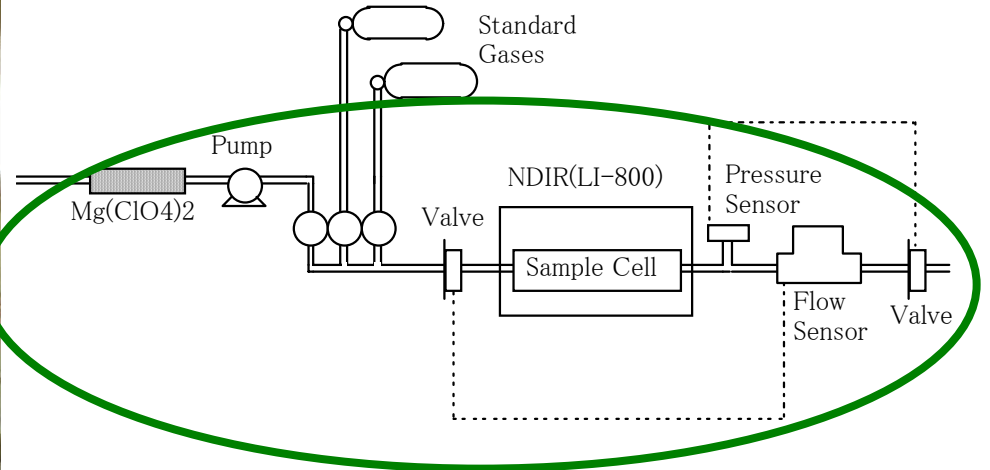 Standard
Gases
Pump
Mg(ClO4)2
NDIR(LI-800)
Pressure
Sensor
Valve
Sample Cell
Flow
Sensor
Valve